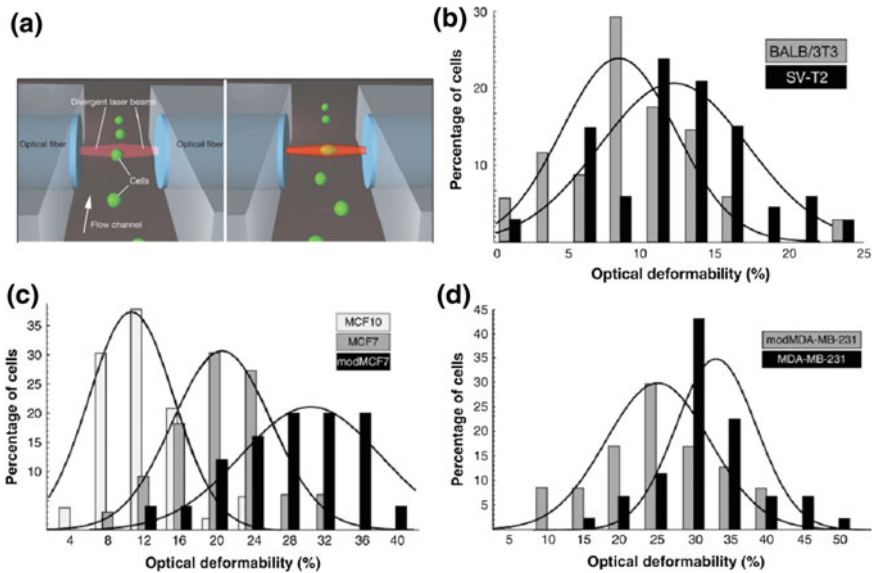 (a)
Divergent laser beams
Optical fiber
Optical fiber
Cells
Flow channel
(b)
Percentage of cells
30
20
10
BALB/3T3
SV-T2
0 5 10 15 20 25
Optical deformability (%)
(c)
Percentage of cells
35
30
25
20
15
10
MCF10
MCF7
modMCF7
4 8 12 16 20 24 28 32 36 40
Optical deformability (%)
(d)
Percentage of cells
45
40
35
30
25
20
15
10
5
modMDA-MB-231
MDA-MB-231
5 10 15 20 25 30 35 40 45 50
Optical deformability (%)